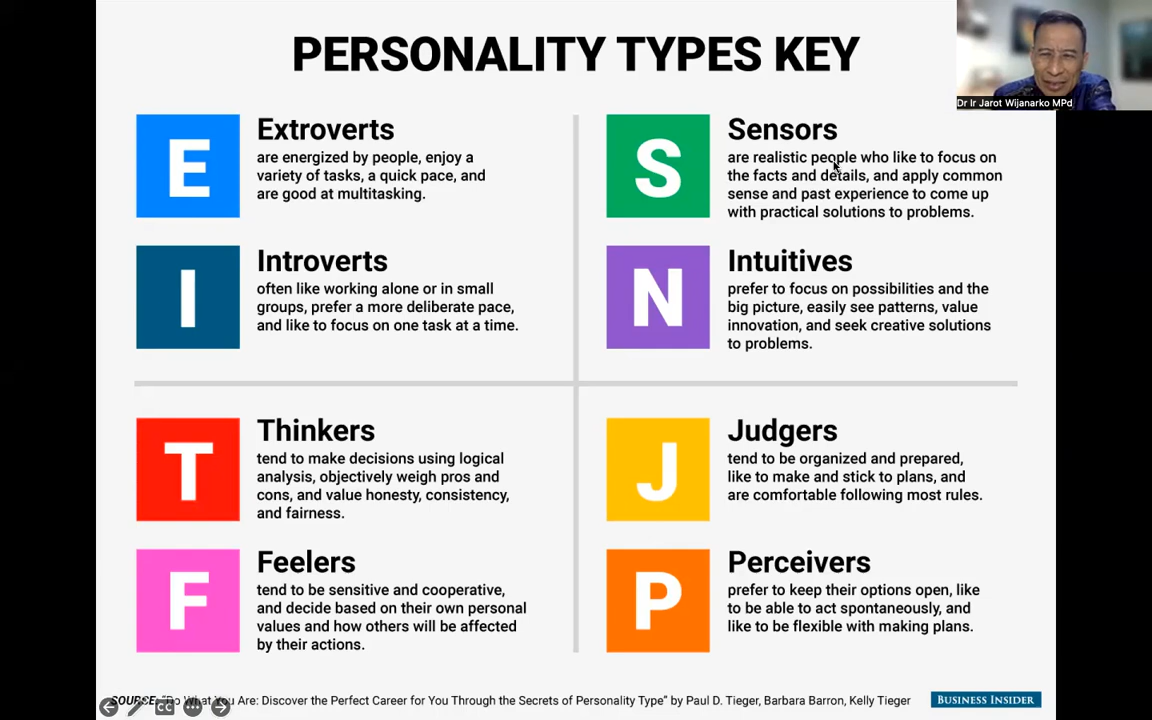 PERSONALITY TYPES KEY
Dr Ir Jarot Wijanarko MPd
E
Extroverts
are energized by people, enjoy a
variety of tasks, a quick pace, and
are good at multitasking.
I
Introverts
often like working alone or in small
groups, prefer a more deliberate pace,
and like to focus on one task at a time.
S
Sensors
are realistic people who like to focus on
the facts and details, and apply common
sense and past experience to come up
with practical solutions to problems.
N
Intuitives
prefer to focus on possibilities and the
big picture, easily see patterns, value
innovation, and seek creative solutions
to problems.
T
Thinkers
tend to make decisions using logical
analysis, objectively weigh pros and
cons, and value honesty, consistency,
and fairness.
F
Feelers
tend to be sensitive and cooperative,
and decide based on their own personal
values and how others will be affected
by their actions.
J
Judgers
tend to be organized and prepared,
like to make and stick to plans, and
are comfortable following most rules.
P
Perceivers
prefer to keep their options open, like
to be able to act spontaneously, and
like to be flexible with making plans.
SOURCE: "Do What You Are: Discover the Perfect Career for You Through the Secrets of Personality Type" by Paul D. Tieger, Barbara Barron, Kelly Tieger
BUSINESS INSIDER
CC